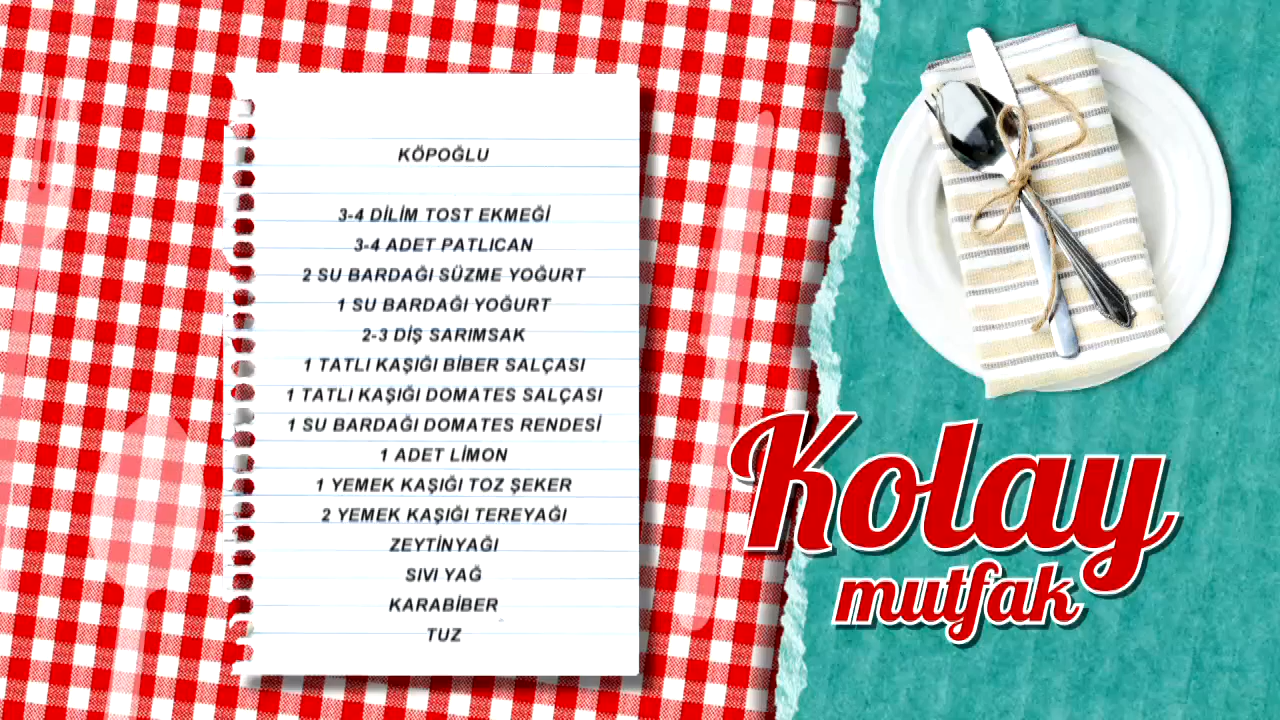 KÖPOĞLU
3-4 DİLİM TOST EKMEĞİ
3-4 ADET PATLICAN
2 SU BARDAĞI SÜZME YOĞURT
1 SU BARDAĞI YOĞURT
2-3 DİŞ SARIMSAK
1 TATLI KAŞIĞI BİBER SALÇASI
1 TATLI KAŞIĞI DOMATES SALÇASI
1 SU BARDAĞI DOMATES RENDESİ
1 ADET LİMON
1 YEMEK KAŞIĞI TOZ ŞEKER
2 YEMEK KAŞIĞI TEREYAĞI
ZEYTİNYAĞI
SIVI YAĞ
KARABİBER
TUZ
Kolay
mutfak